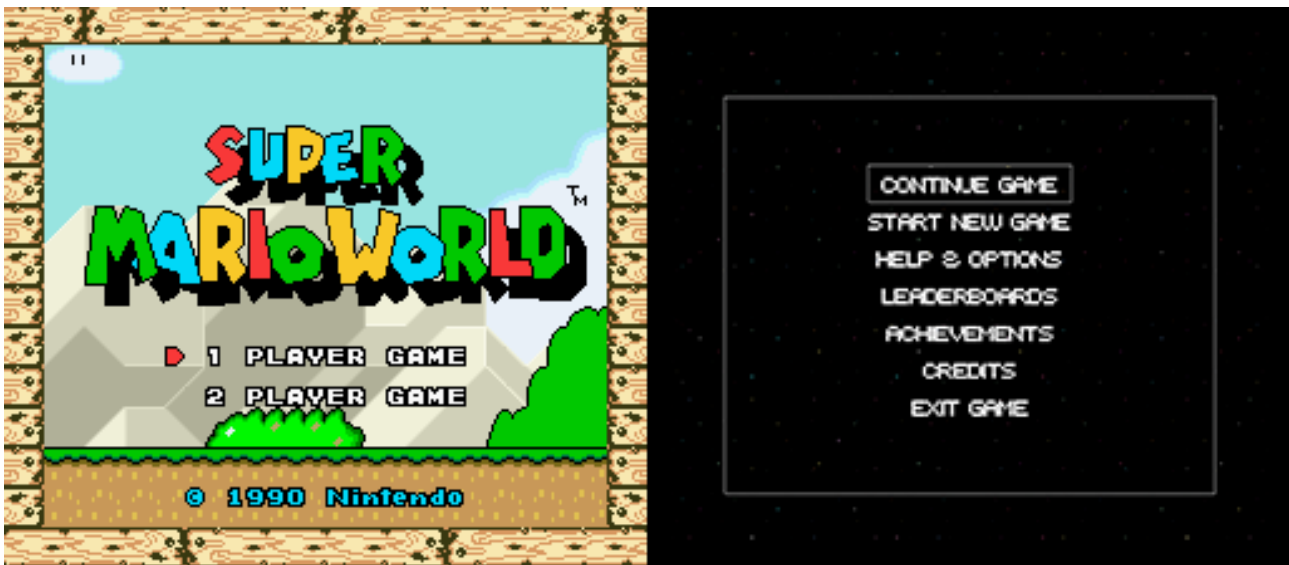 SUPER
MARIO WORLD
TM
1 PLAYER GAME
2 PLAYER GAME
© 1990 Nintendo
CONTINUE GAME
START NEW GAME
HELP & OPTIONS
LEADERBOARDS
ACHIEVEMENTS
CREDITS
EXIT GAME